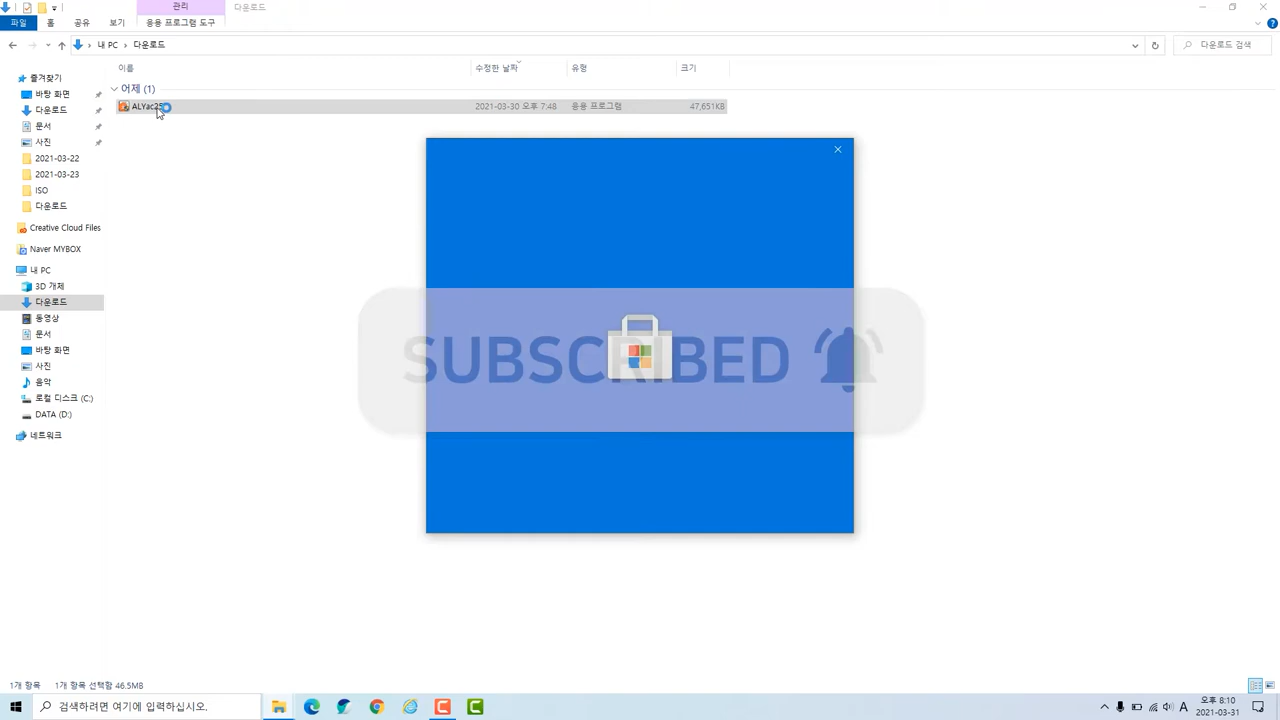 관리
다운로드
파일
홈
공유
보기
응용 프로그램 도구
내 PC
다운로드
다운로드 검색
이름
수정한 날짜
유형
크기
즐겨찾기
바탕 화면
다운로드
문서
사진
2021-03-22
2021-03-23
ISO
다운로드
Creative Cloud Files
Naver MYBOX
내 PC
3D 개체
다운로드
동영상
문서
바탕 화면
사진
음악
로컬 디스크 (C:)
DATA (D:)
네트워크
어제 (1)
ALYac25
2021-03-30 오후 7:48
응용 프로그램
47,651KB
SUBSCRIBED
1개 항목
1개 항목 선택함 46.5MB
검색하려면 여기에 입력하십시오.
A
오후 8:10
2021-03-31